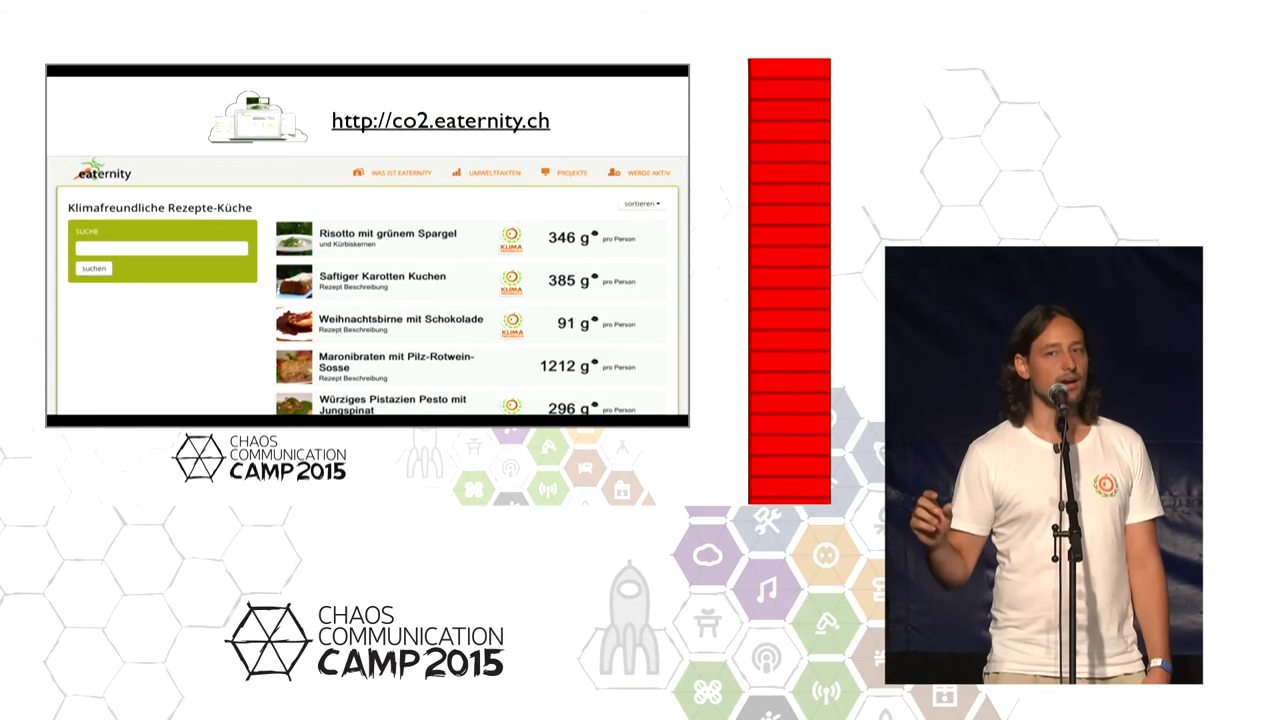 http://co2.eaternity.ch
eaternity
WAS IST EATERNITY
UMWELTFAKTEN
PROJEKTE
WERDE AKTIV
Klimafreundliche Rezepte-Küche
sortieren
SUCHE
suchen
Risotto mit grünem Spargel
und Kürbiskernen
KLIMA
346 g pro Person
Saftiger Karotten Kuchen
Rezept Beschreibung
KLIMA
385 g pro Person
Weihnachtsbirne mit Schokolade
Rezept Beschreibung
KLIMA
91 g pro Person
Maronibraten mit Pilz-Rotwein-
Sosse
Rezept Beschreibung
1212 g pro Person
Würziges Pistazien Pesto mit
Jungspinat
296 g pro Person
CHAOS
COMMUNICATION
CAMP 2015
CHAOS
COMMUNICATION
CAMP 2015